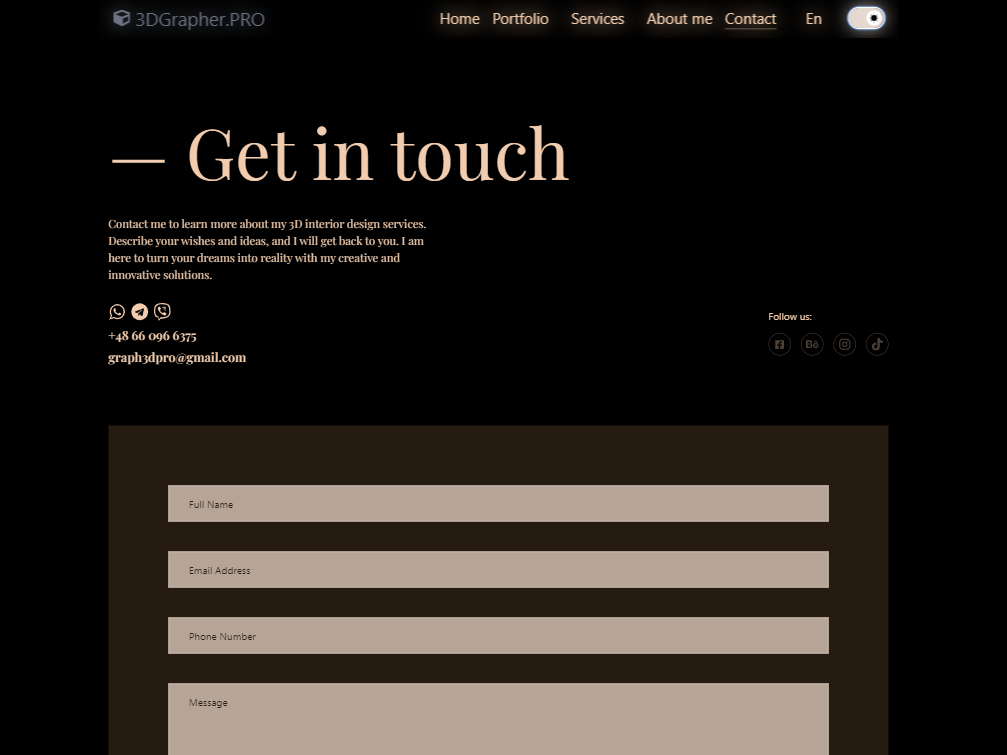 3DGrapher.PRO
Home Portfolio Services About me Contact En
— Get in touch
Contact me to learn more about my 3D interior design services.
Describe your wishes and ideas, and I will get back to you. I am
here to turn your dreams into reality with my creative and
innovative solutions.
+48 66 096 6375
graph3dpro@gmail.com
Follow us:
Bē
Full Name
Email Address
Phone Number
Message